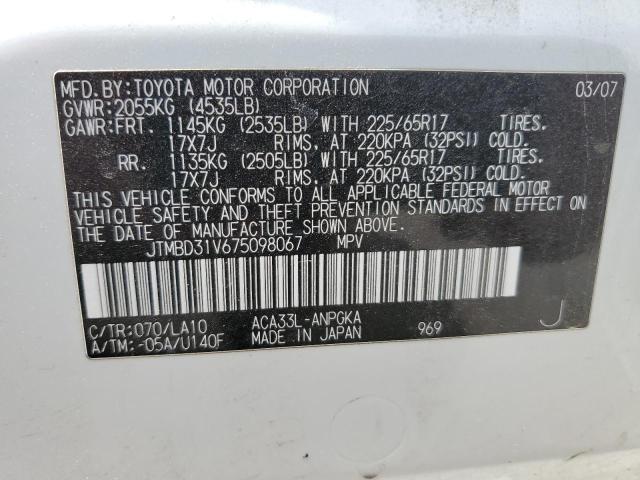 MFD. BY:TOYOTA MOTOR CORPORATION 03/07
GVWR:2055KG (4535LB)
GAWR:FRT. 1145KG (2535LB) WITH 225/65R17 TIRES.
17X7J RIMS, AT 220KPA (32PSI) COLD.
RR. 1135KG (2505LB) WITH 225/65R17 TIRES.
17X7J RIMS, AT 220KPA (32PSI) COLD.
THIS VEHICLE CONFORMS TO ALL APPLICABLE FEDERAL MOTOR
VEHICLE SAFETY AND THEFT PREVENTION STANDARDS IN EFFECT ON
THE DATE OF MANUFACTURE SHOWN ABOVE.
JTMBD31V675098067 MPV
C/TR:070/LA10 ACA33L-ANPGKA J
A/TM:-05A/U140F MADE IN JAPAN 969